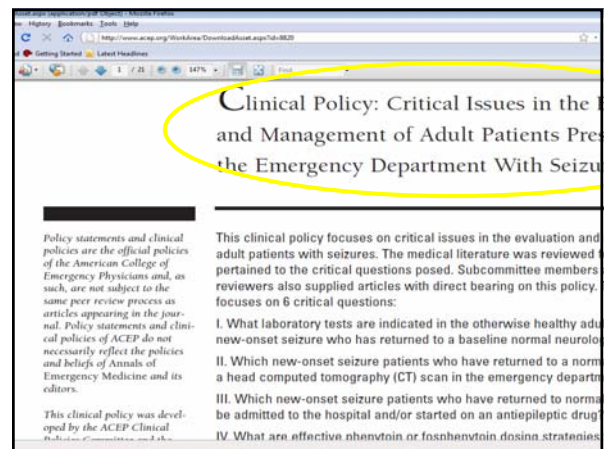 Asset.aspx (application/pdf Object) - Mozilla Firefox
History Bookmarks Tools Help
http://www.acep.org/WorkArea/DownloadAsset.aspx?id=8820
Getting Started Latest Headlines
1 / 21 147% Find
Clinical Policy: Critical Issues in the
and Management of Adult Patients Pres
the Emergency Department With Seizu
Policy statements and clinical
policies are the official policies
of the American College of
Emergency Physicians and, as
such, are not subject to the
same peer review process as
articles appearing in the jour-
nal. Policy statements and clini-
cal policies of ACEP do not
necessarily reflect the policies
and beliefs of Annals of
Emergency Medicine and its
editors.
This clinical policy was devel-
oped by the ACEP Clinical
Policies Committee and the
This clinical policy focuses on critical issues in the evaluation and
adult patients with seizures. The medical literature was reviewed
pertained to the critical questions posed. Subcommittee members
reviewers also supplied articles with direct bearing on this policy.
focuses on 6 critical questions:
I. What laboratory tests are indicated in the otherwise healthy adu
new-onset seizure who has returned to a baseline normal neurolo
II. Which new-onset seizure patients who have returned to a norm
a head computed tomography (CT) scan in the emergency departm
III. Which new-onset seizure patients who have returned to norma
be admitted to the hospital and/or started on an antiepileptic drug?
IV. What are effective phenytoin or fosphenytoin dosing strategies